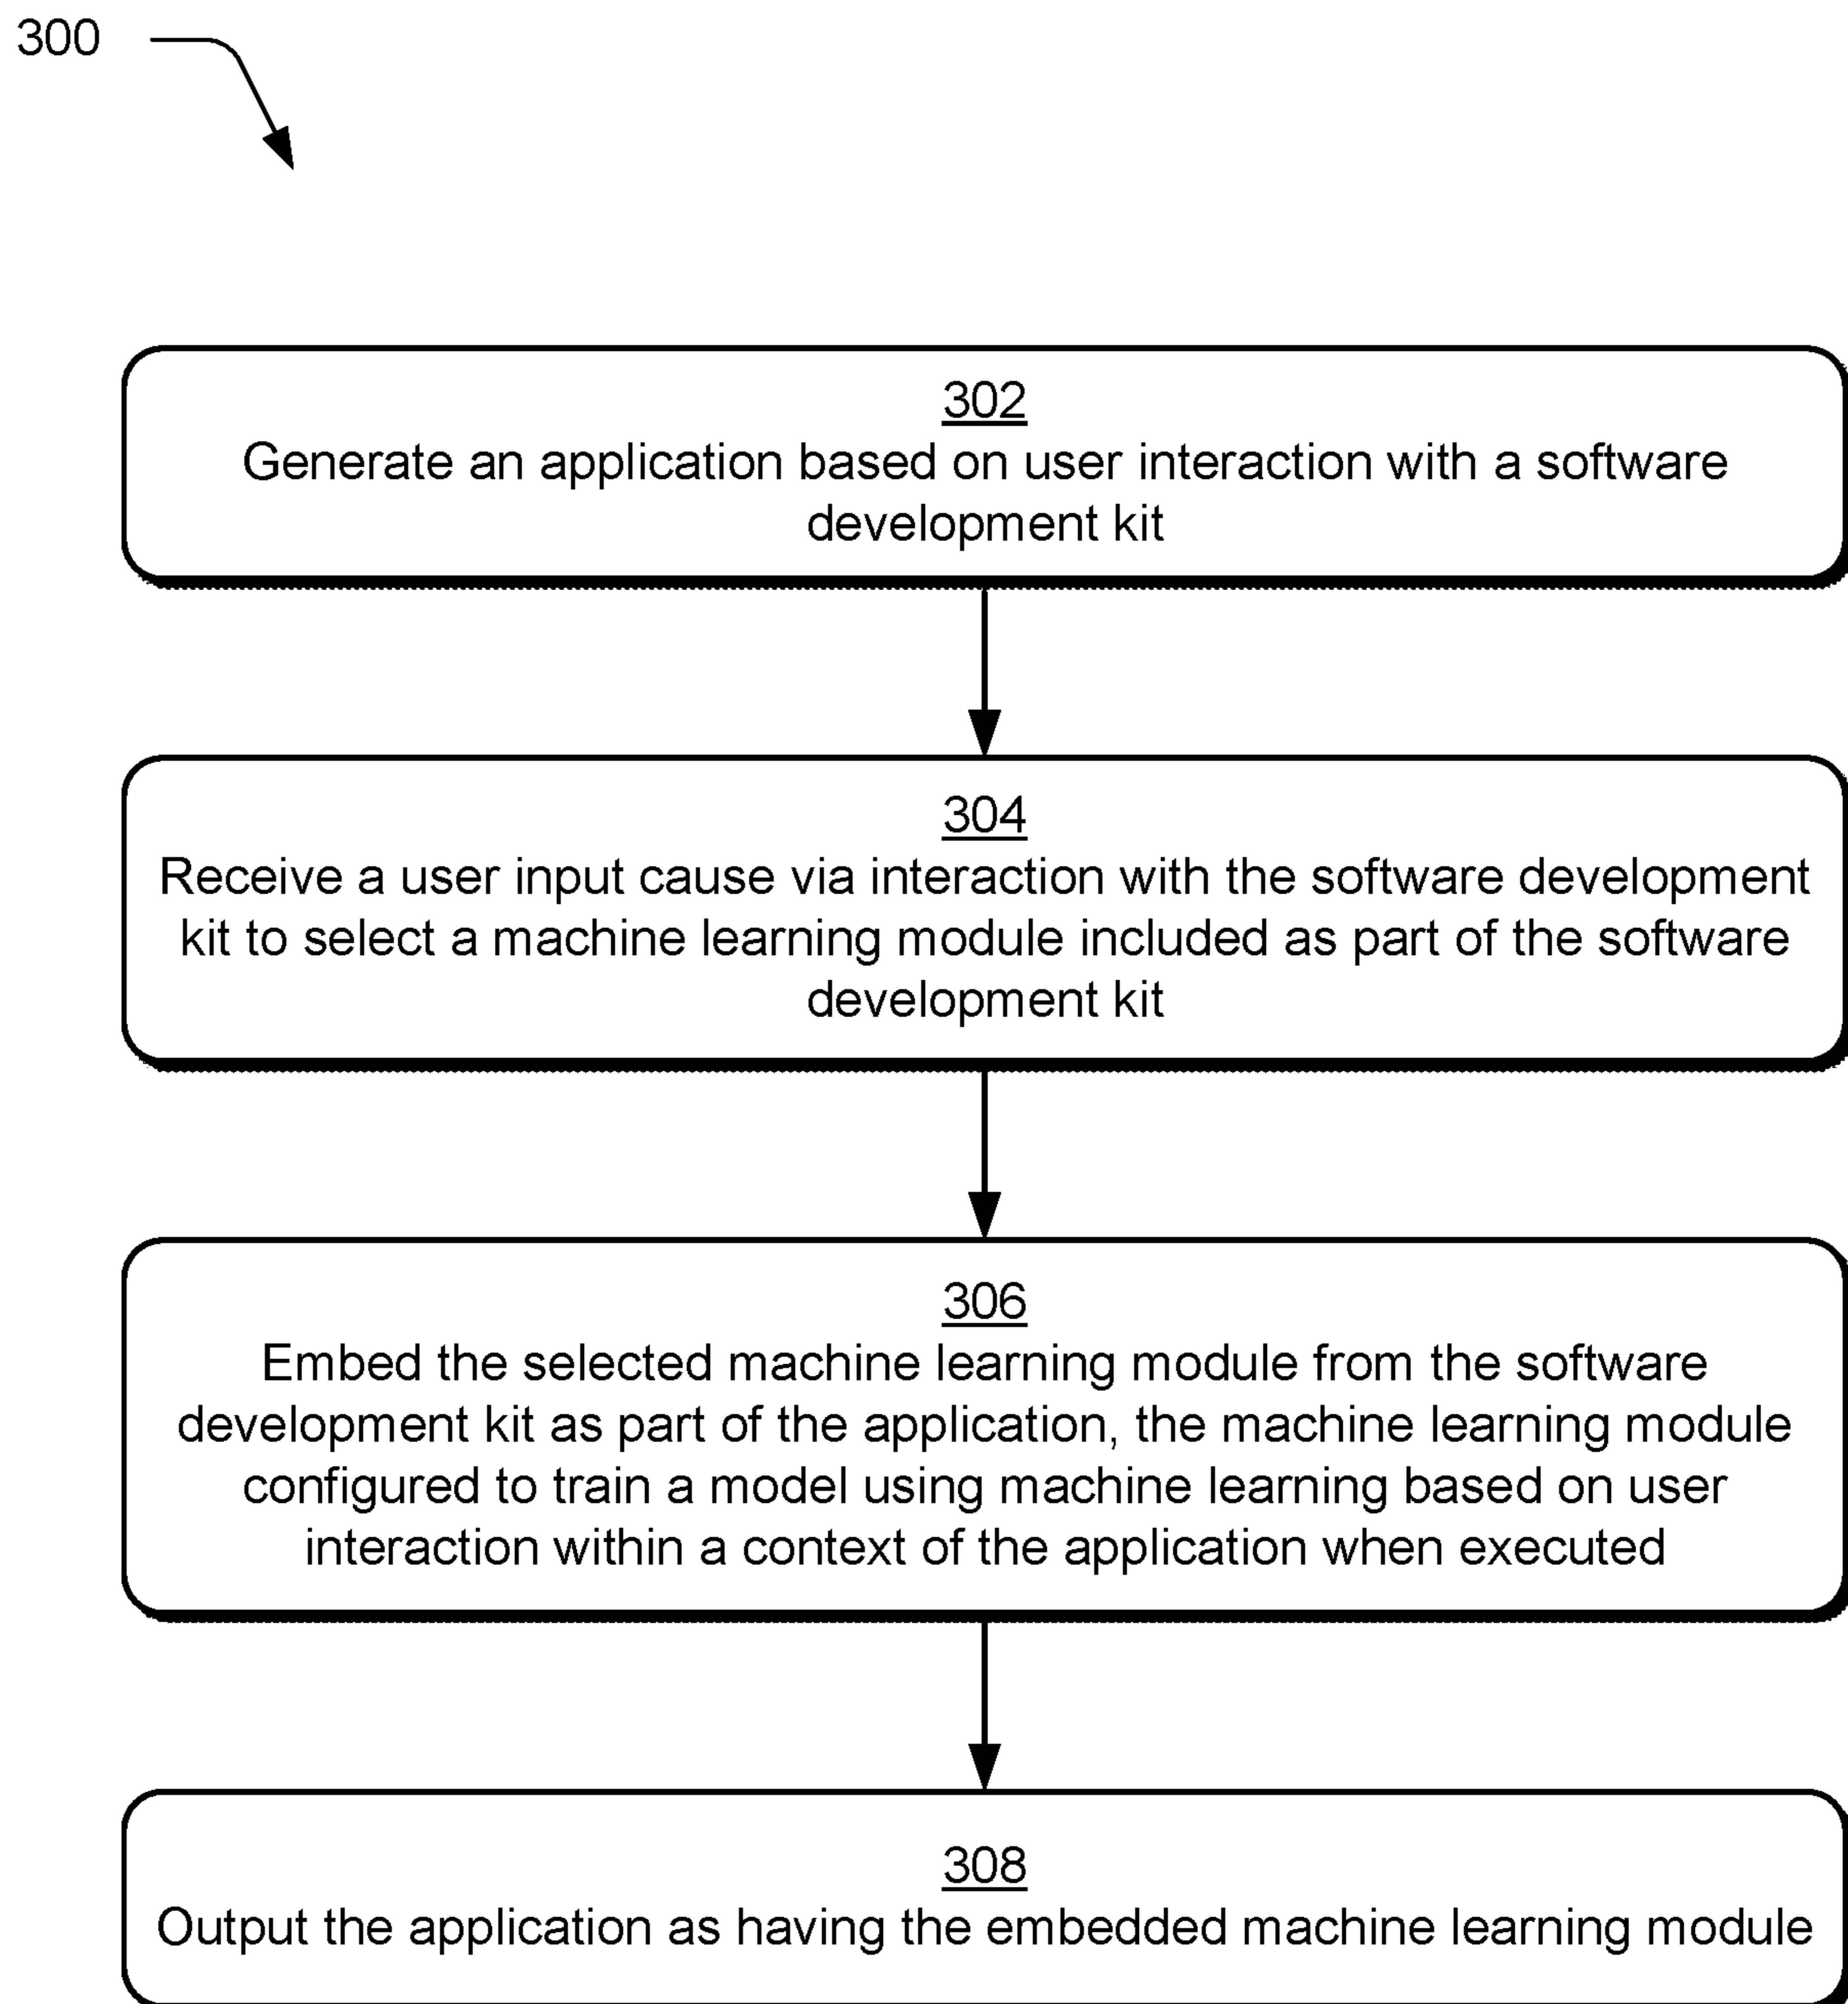 300
302
Generate an application based on user interaction with a software
development kit
304
Receive a user input cause via interaction with the software development
kit to select a machine learning module included as part of the software
development kit
306
Embed the selected machine learning module from the software
development kit as part of the application, the machine learning module
configured to train a model using machine learning based on user
interaction within a context of the application when executed
308
Output the application as having the embedded machine learning module